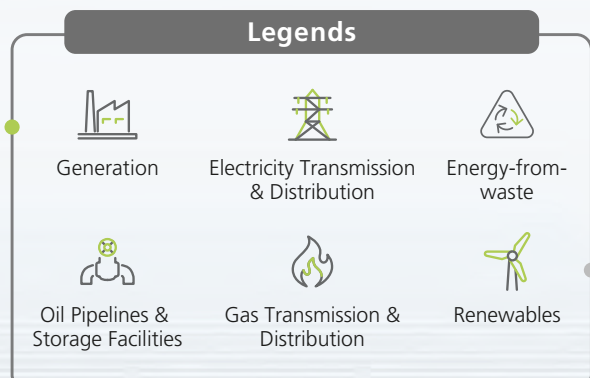 Legends
Generation
Electricity Transmission
& Distribution
Energy-from-
waste
Oil Pipelines &
Storage Facilities
Gas Transmission &
Distribution
Renewables